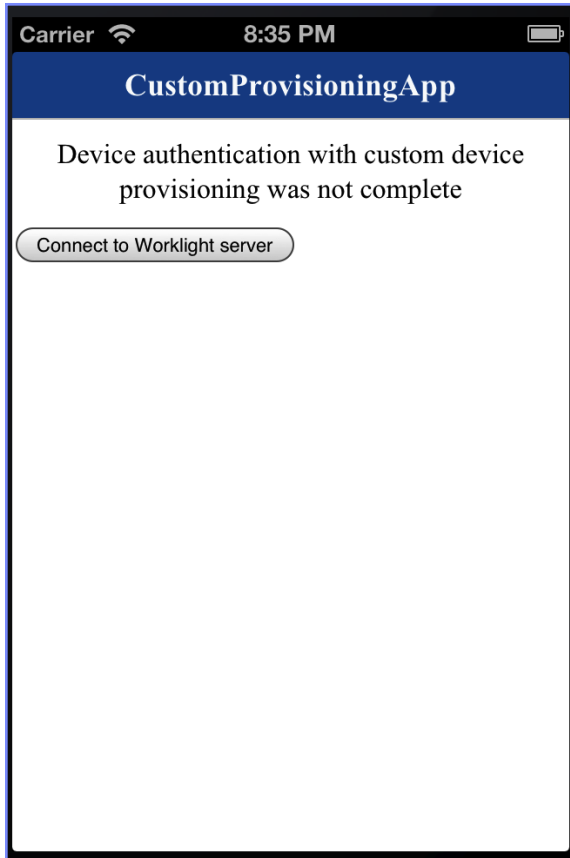 Carrier 8:35 PM
CustomProvisioningApp
Device authentication with custom device
provisioning was not complete
Connect to Worklight server